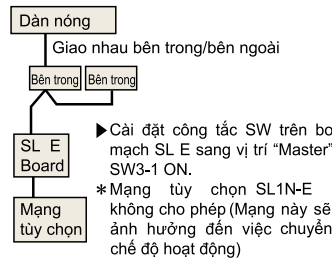 Dàn nóng
Giao nhau bên trong/bên ngoài
Bên trong
Bên trong
SL E
Board
Mạng
tùy chọn
▶Cài đặt công tắc SW trên bo
mạch SL E sang vị trí “Master”
SW3-1 ON.
*Mạng tùy chọn SL1N-E
không cho phép (Mạng này sẽ
ảnh hưởng đến việc chuyển
chế độ hoạt động)